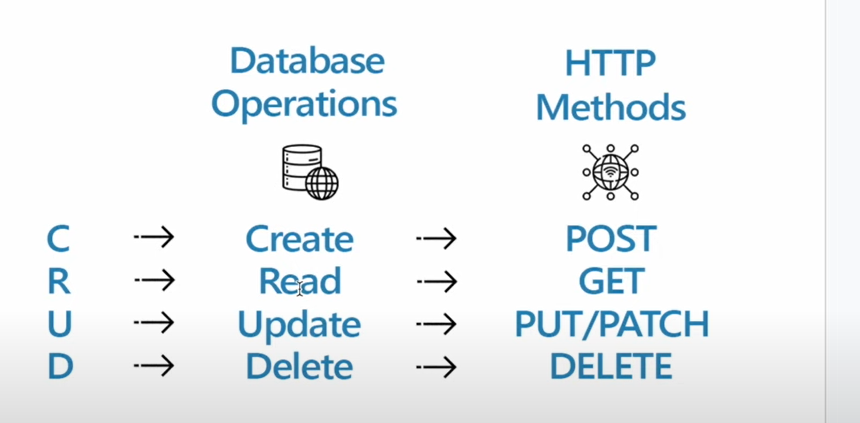 Database Operations
HTTP Methods
C Create POST
R Read GET
U Update PUT/PATCH
D Delete DELETE